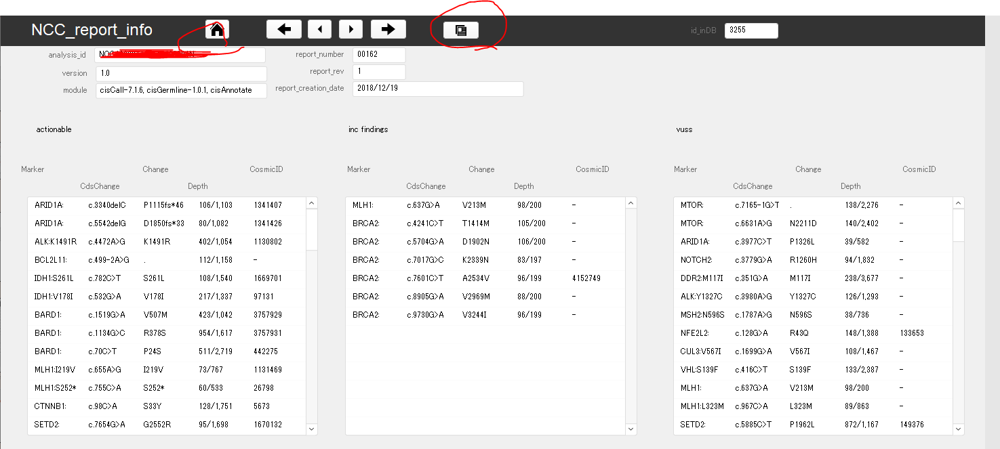 NCC_report_info
id_inDB 3255
analysis_id
report_number 00162
version 1.0
report_rev 1
module cisCall-7.1.6, cisGermline-1.0.1, cisAnnotate
report_creation_date 2018/12/19
actionable
Marker Change CosmicID
CdsChange Depth
ARID1A: c.3340delC P1115fs*46 106/1,103 1341407
ARID1A: c.5542delG D1850fs*33 80/1,082 1341426
ALK:K1491R c.4472A>G K1491R 402/1,054 1130802
BCL2L11: c.499-2A>G . 112/1,158 -
IDH1:S261L c.782C>T S261L 108/1,540 1669701
IDH1:V178I c.532G>A V178I 217/1,337 97131
BARD1: c.1519G>A V507M 423/1,042 3757929
BARD1: c.1134G>C R378S 954/1,617 3757931
BARD1: c.70C>T P24S 511/2,719 442275
MLH1:I219V c.655A>G I219V 73/767 1131469
MLH1:S252* c.755C>A S252* 60/533 26798
CTNNB1: c.98C>A S33Y 128/1,751 5673
SETD2: c.7654G>A G2552R 95/1,698 1670132
inc findings
Marker Change CosmicID
CdsChange Depth
MLH1: c.637G>A V213M 98/200 -
BRCA2: c.4241C>T T1414M 105/200 -
BRCA2: c.5704G>A D1902N 106/200 -
BRCA2: c.7017G>C K2339N 83/197 -
BRCA2: c.7601C>T A2534V 96/199 4152749
BRCA2: c.8905G>A V2969M 88/200 -
BRCA2: c.9730G>A V3244I 96/199 -
vuss
Marker Change CosmicID
CdsChange Depth
MTOR: c.7165-1G>T . 138/2,276 -
MTOR: c.6631A>G N2211D 140/2,402 -
ARID1A: c.3977C>T P1326L 39/582 -
NOTCH2: c.3779G>A R1260H 94/1,832 -
DDR2:M117I c.351G>A M117I 238/3,677 -
ALK:Y1327C c.3980A>G Y1327C 126/1,293 -
MSH2:N596S c.1787A>G N596S 38/736 -
NFE2L2: c.128G>A R43Q 148/1,388 133653
CUL3:V567I c.1699G>A V567I 108/1,467 -
VHL:S139F c.416C>T S139F 133/2,387 -
MLH1: c.637G>A V213M 98/200 -
MLH1:L323M c.967C>A L323M 89/863 -
SETD2: c.5885C>T P1962L 872/1,167 149376